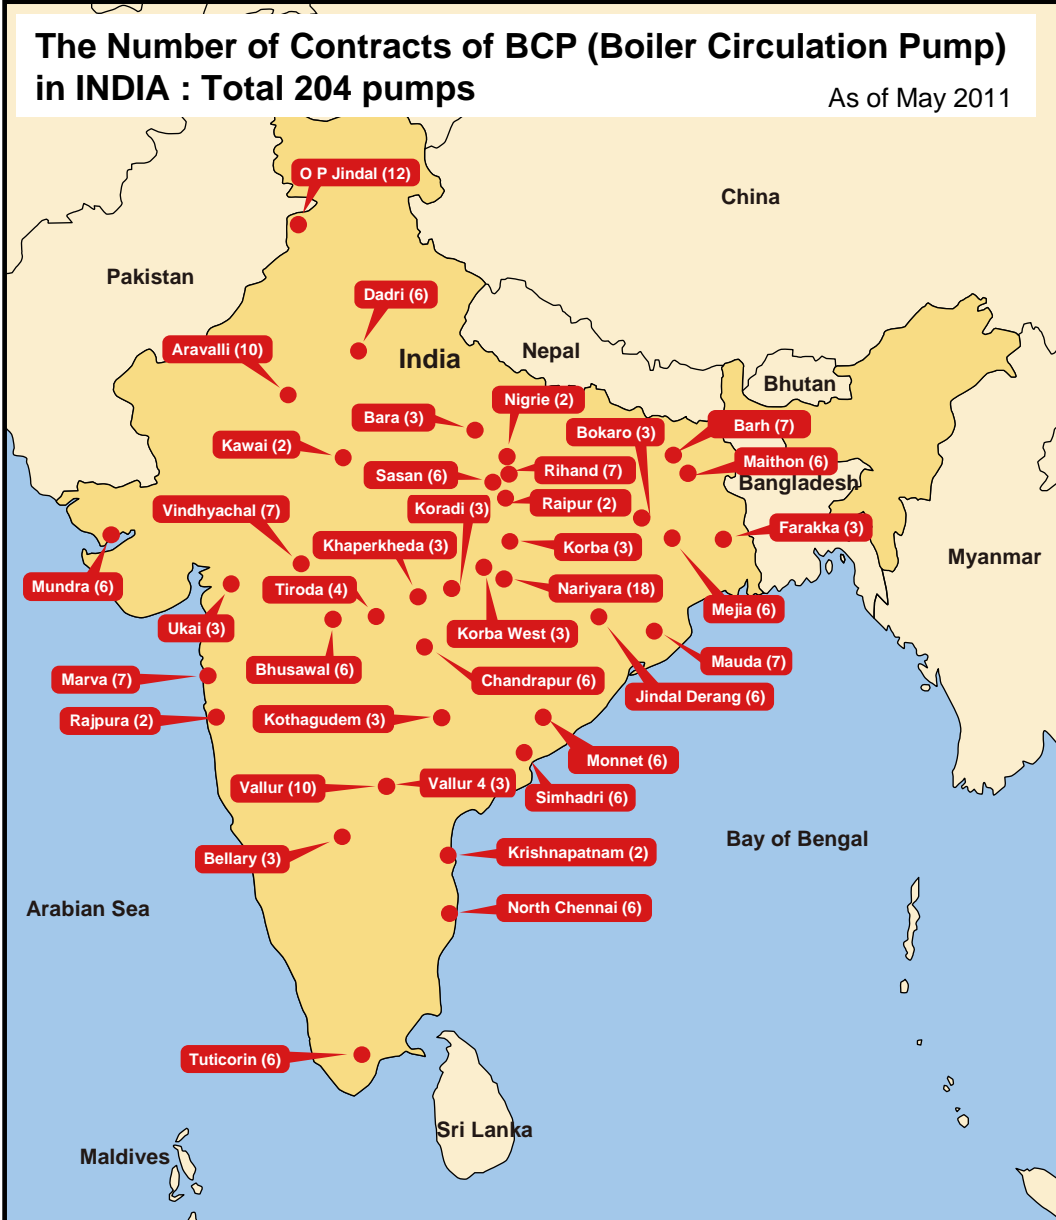 The Number of Contracts of BCP (Boiler Circulation Pump)
in INDIA : Total 204 pumps
As of May 2011
O P Jindal (12)
China
Pakistan
Dadri (6)
Aravalli (10)
India
Nepal
Bhutan
Nigrie (2)
Bara (3)
Bokaro (3)
Barh (7)
Kawai (2)
Sasan (6)
Rihand (7)
Maithon (6)
Bangladesh
Vindhyachal (7)
Koradi (3)
Raipur (2)
Farakka (3)
Khaperkheda (3)
Korba (3)
Myanmar
Mundra (6)
Tiroda (4)
Nariyara (18)
Mejia (6)
Ukai (3)
Korba West (3)
Bhusawal (6)
Mauda (7)
Marva (7)
Chandrapur (6)
Jindal Derang (6)
Rajpura (2)
Kothagudem (3)
Monnet (6)
Vallur (10)
Vallur 4 (3)
Simhadri (6)
Bay of Bengal
Bellary (3)
Krishnapatnam (2)
Arabian Sea
North Chennai (6)
Tuticorin (6)
Sri Lanka
Maldives